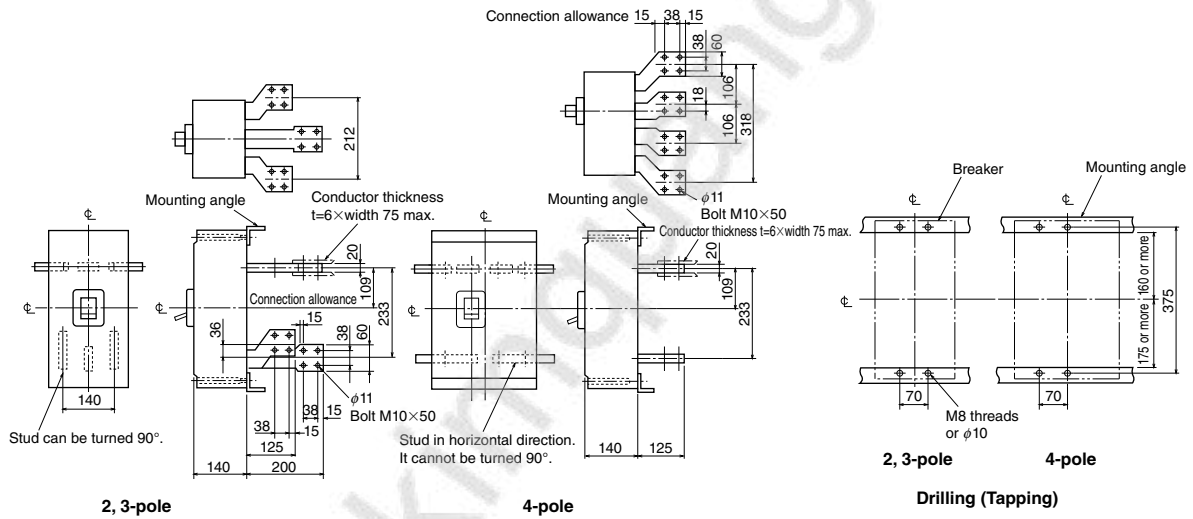 Connection allowance 15 38 15
38
60
106
18
106
318
212
φ11
Bolt M10×50
Conductor thickness
t=6×width 75 max.
Mounting angle
℄
℄
20
109
233
Connection allowance
15
36
38
60
φ11
Bolt M10×50
38
15
38
15
125
140
200
140
Stud can be turned 90°.
2, 3-pole
Mounting angle
Conductor thickness t=6×width 75 max.
℄
℄
20
109
233
Stud in horizontal direction.
It cannot be turned 90°.
140
125
4-pole
Breaker
Mounting angle
℄
℄
℄
160 or more
175 or more
375
70
70
M8 threads
or φ10
2, 3-pole
4-pole
Drilling (Tapping)